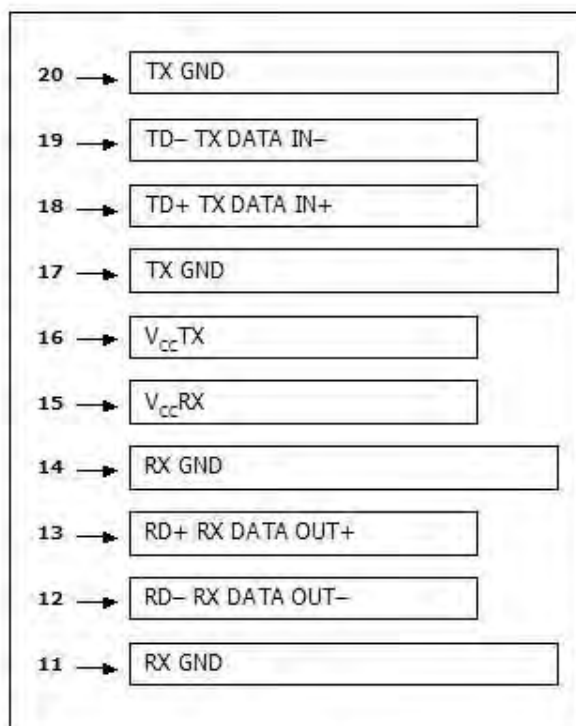 20 TX GND
19 TD– TX DATA IN–
18 TD+ TX DATA IN+
17 TX GND
16 VCCTX
15 VCCRX
14 RX GND
13 RD+ RX DATA OUT+
12 RD– RX DATA OUT–
11 RX GND